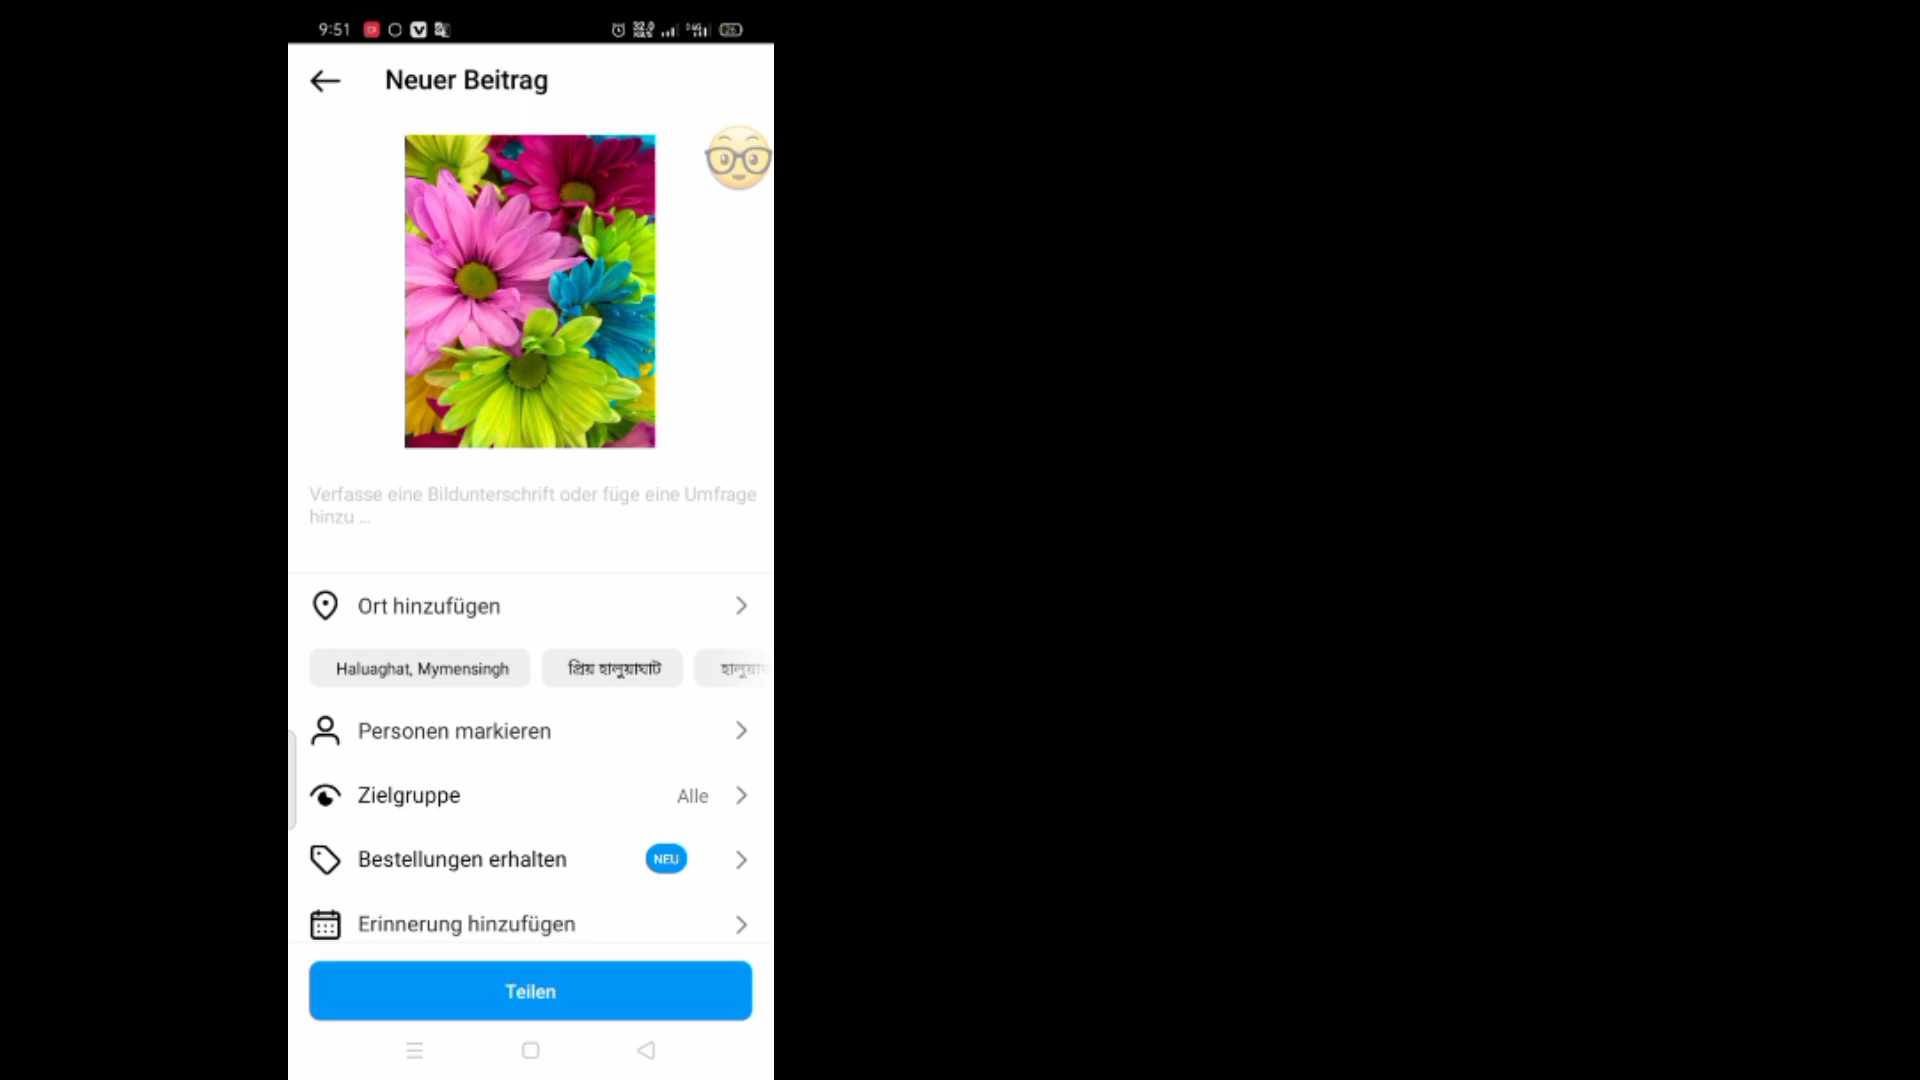 9:51
Neuer Beitrag
Verfasse eine Bildunterschrift oder füge eine Umfrage
hinzu ...
Ort hinzufügen
Haluaghat, Mymensingh প্রিয় হালুয়াঘাট
Personen markieren
Zielgruppe Alle
Bestellungen erhalten NEU
Erinnerung hinzufügen
Teilen